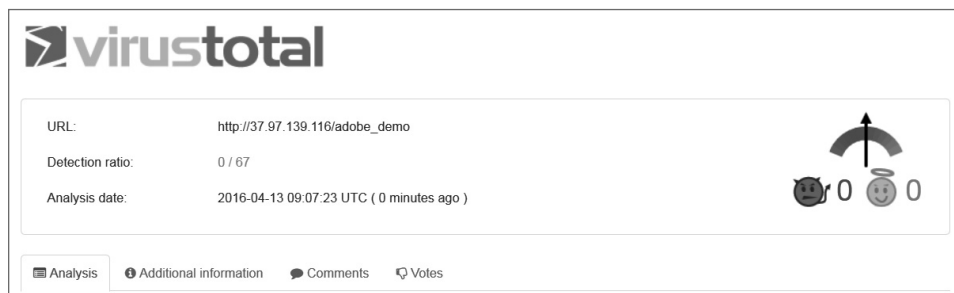 virustotal
URL: http://37.97.139.116/adobe_demo
Detection ratio: 0 / 67
Analysis date: 2016-04-13 09:07:23 UTC ( 0 minutes ago )
0 0
Analysis Additional information Comments Votes